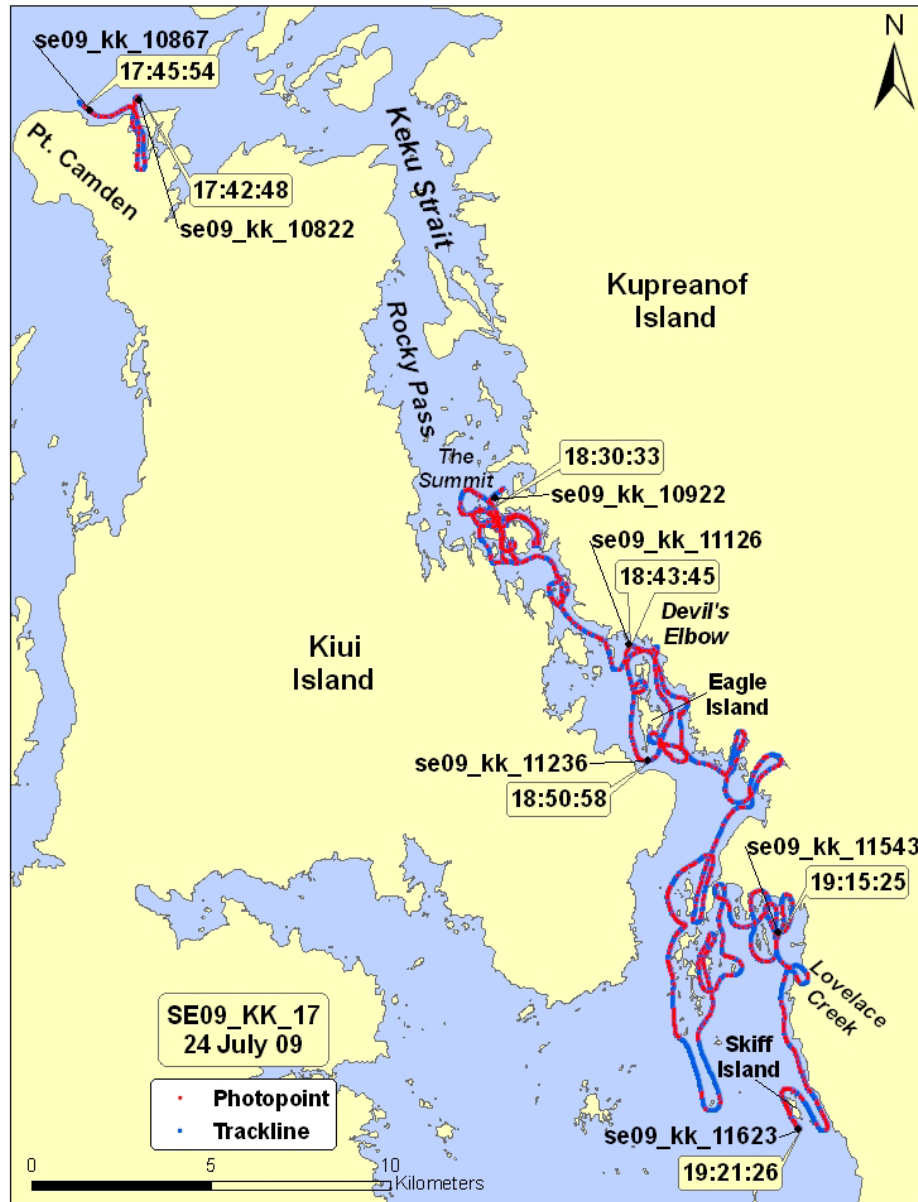 N
se09_kk_10867
17:45:54
Pt. Camden
Keku Strait
17:42:48
se09_kk_10822
Kupreanof
Island
Rocky Pass
The
Summit
18:30:33
se09_kk_10922
se09_kk_11126
18:43:45
Devil's
Elbow
Kiui
Island
Eagle
Island
se09_kk_11236
18:50:58
se09_kk_11543
19:15:25
Lovelace
Creek
SE09_KK_17
24 July 09
Skiff
Island
Photopoint
Trackline
se09_kk_11623
19:21:26
0 5 10
Kilometers